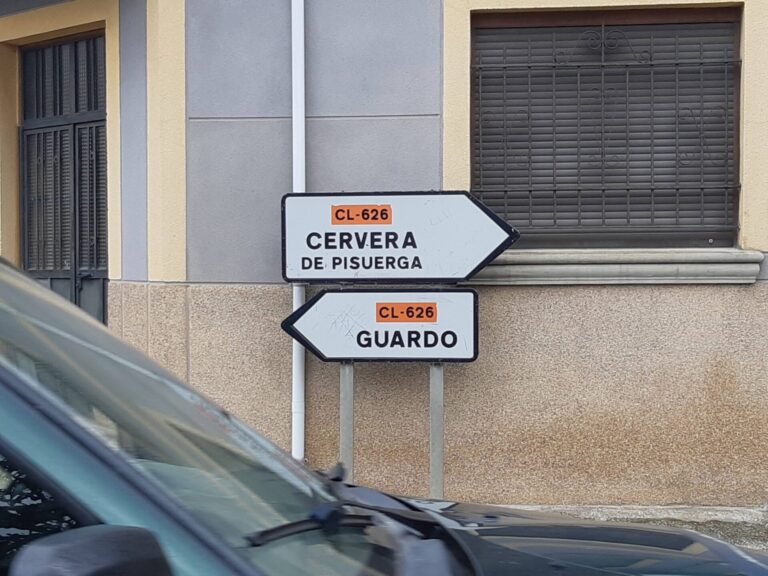 CL-626
CERVERA
DE PISUERGA
CL-626
GUARDO